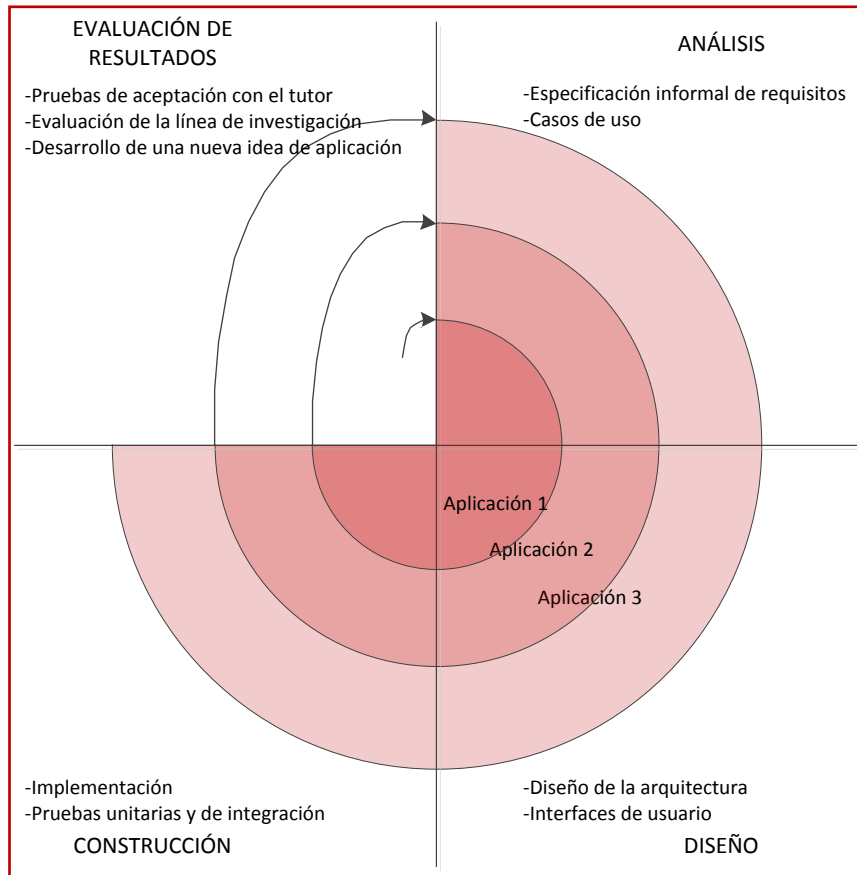 EVALUACIÓN DE
RESULTADOS
-Pruebas de aceptación con el tutor
-Evaluación de la línea de investigación
-Desarrollo de una nueva idea de aplicación
ANÁLISIS
-Especificación informal de requisitos
-Casos de uso
Aplicación 1
Aplicación 2
Aplicación 3
-Implementación
-Pruebas unitarias y de integración
CONSTRUCCIÓN
-Diseño de la arquitectura
-Interfaces de usuario
DISEÑO